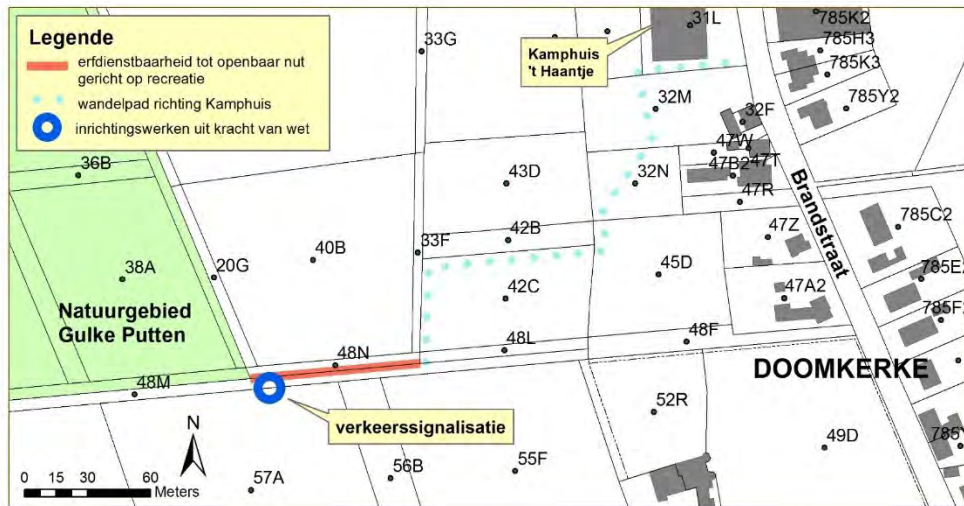 Legende
erfdienstbaarheid tot openbaar nut
gericht op recreatie
wandelpad richting Kamphuis
inrichtingswerken uit kracht van wet
33G
Kamphuis
't Haantje
31L
785K2
785H3
785K3
785Y2
32M
32F
36B
43D
32N
47W
47T
47B2
47R
Brandstraat
785C2
40B
33F
42B
47Z
38A
20G
45D
785E2
Natuurgebied
Gulke Putten
42C
47A2
785F2
48N
48L
48F
48M
DOOMKERKE
N
verkeerssignalisatie
52R
49D
785Y
57A
56B
55F
0 15 30 60
Meters